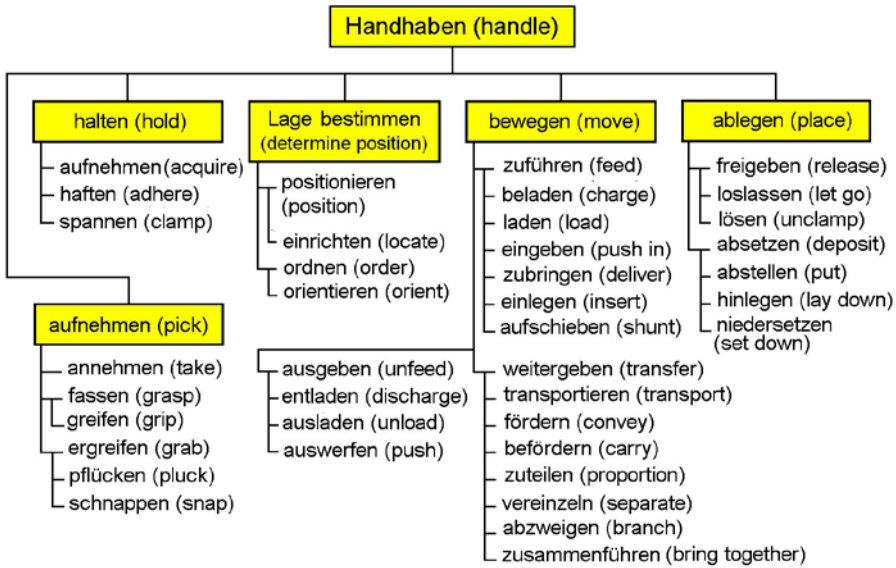 Handhaben (handle)
halten (hold)
aufnehmen (acquire)
haften (adhere)
spannen (clamp)
Lage bestimmen
(determine position)
positionieren
(position)
einrichten (locate)
ordnen (order)
orientieren (orient)
bewegen (move)
zuführen (feed)
beladen (charge)
laden (load)
eingeben (push in)
zubringen (deliver)
einlegen (insert)
aufschieben (shunt)
ablegen (place)
freigeben (release)
loslassen (let go)
lösen (unclamp)
absetzen (deposit)
abstellen (put)
hinlegen (lay down)
niedersetzen
(set down)
aufnehmen (pick)
annehmen (take)
fassen (grasp)
greifen (grip)
ergreifen (grab)
pflücken (pluck)
schnappen (snap)
ausgeben (unfeed)
entladen (discharge)
ausladen (unload)
auswerfen (push)
weitergeben (transfer)
transportieren (transport)
fördern (convey)
befördern (carry)
zuteilen (proportion)
vereinzeln (separate)
abzweigen (branch)
zusammenführen (bring together)